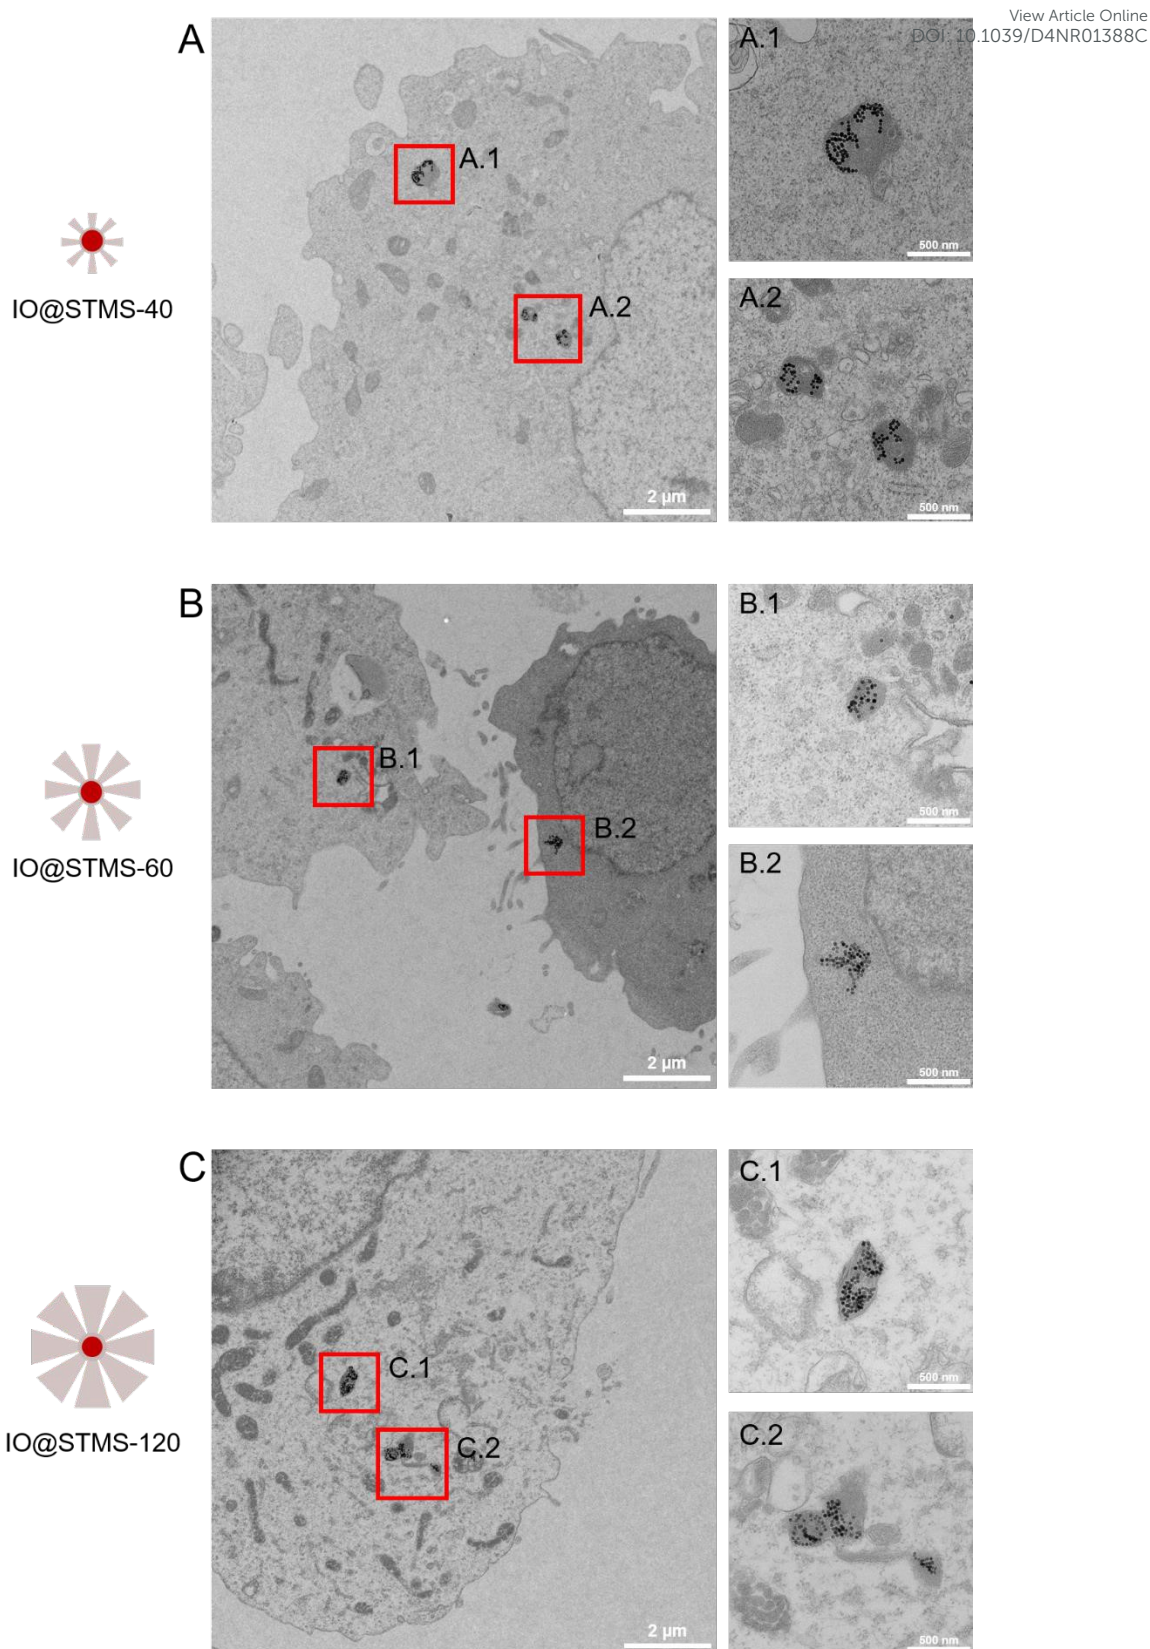 View Article Online
DOI: 10.1039/D4NR01388C
A
A.1
A.2
2 µm
A.1
500 nm
A.2
500 nm
IO@STMS-40
B
B.1
B.2
2 µm
B.1
500 nm
B.2
500 nm
IO@STMS-60
C
C.1
C.2
2 µm
C.1
500 nm
C.2
500 nm
IO@STMS-120